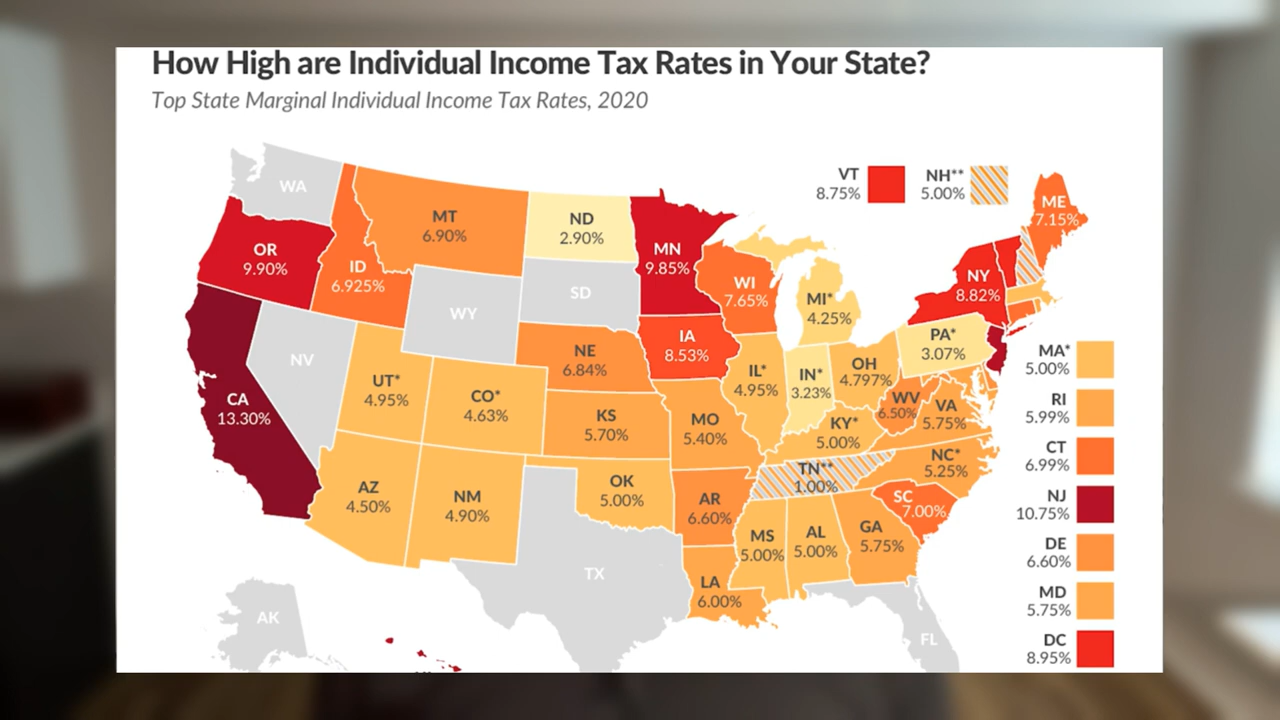 How High are Individual Income Tax Rates in Your State?
Top State Marginal Individual Income Tax Rates, 2020
WA
VT
8.75%
NH**
5.00%
ME
7.15%
MT
6.90%
ND
2.90%
OR
9.90%
ID
6.925%
MN
9.85%
WI
7.65%
NY
8.82%
SD
WY
MI*
4.25%
IA
8.53%
PA*
3.07%
NV
NE
6.84%
MA*
5.00%
UT*
4.95%
CO*
4.63%
IL*
4.95%
IN*
3.23%
OH
4.797%
CA
13.30%
KS
5.70%
MO
5.40%
KY*
5.00%
WV
6.50%
VA
5.75%
RI
5.99%
NC*
5.25%
CT
6.99%
TN**
1.00%
AZ
4.50%
NM
4.90%
OK
5.00%
AR
6.60%
SC
7.00%
NJ
10.75%
MS
5.00%
AL
5.00%
GA
5.75%
DE
6.60%
TX
LA
6.00%
MD
5.75%
AK
FL
DC
8.95%